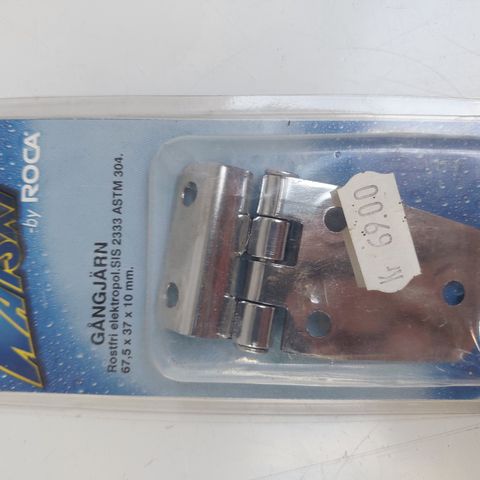 by ROCA
GÅNGJÄRN
Rostfri elektropol.SIS 2333 ASTM 304.
67,5 x 37 x 10 mm.
Kr 69.00